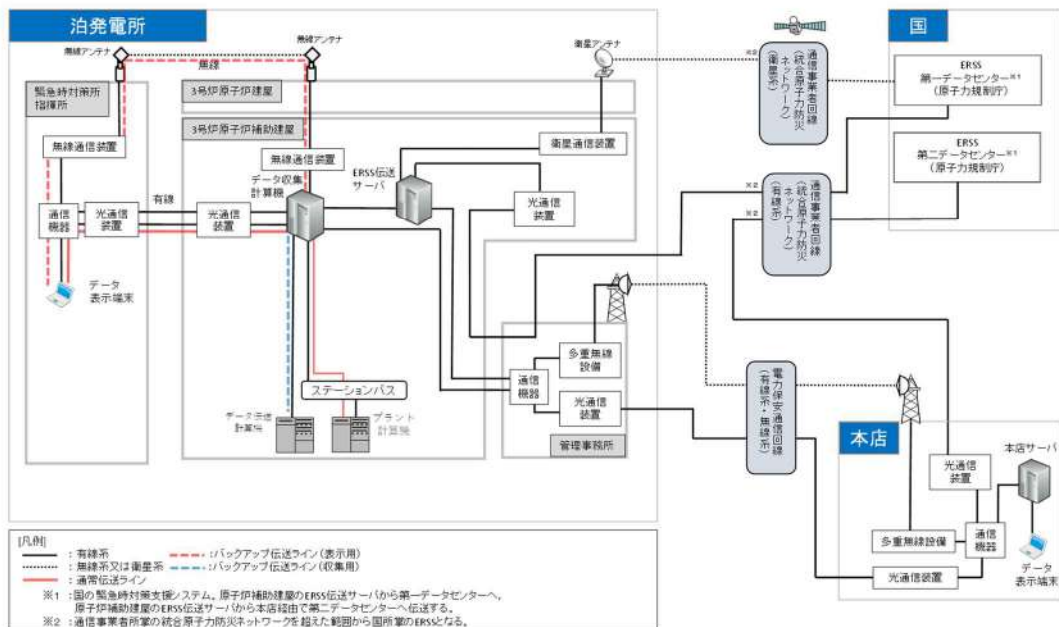 泊発電所
無線アンテナ
無線アンテナ
無線
衛星アンテナ
緊急時対策所
指揮所
3号炉原子炉建屋
3号炉原子炉補助建屋
無線通信装置
無線通信装置
データ収集
計算機
ERSS伝送
サーバ
衛星通信装置
有線
通信
機器
光通信
装置
光通信
装置
光通信
装置
データ
表示端末
ステーションバス
データ伝送
計算機
プラント
計算機
通信
機器
多重無線
設備
光通信
装置
管理事務所
※2
通信事業者回線
(統合原子力防災
ネットワーク)
(衛星系)
※2
※2
通信事業者回線
(統合原子力防災
ネットワーク)
(有線系)
電力保安通信回線
(有線系・無線系)
国
ERSS
第一データセンター※1
(原子力規制庁)
ERSS
第二データセンター※1
(原子力規制庁)
本店
光通信
装置
本店サーバ
多重無線設備
通信
機器
光通信装置
データ
表示端末
[凡例]
:有線系
:バックアップ伝送ライン(表示用)
:無線系又は衛星系
:バックアップ伝送ライン(収集用)
:通常伝送ライン
※1 :国の緊急時対策支援システム。原子炉補助建屋のERSS伝送サーバから第一データセンターへ、
原子炉補助建屋のERSS伝送サーバから本店経由で第二データセンターへ伝送する。
※2 :通信事業者所掌の統合原子力防災ネットワークを超えた範囲から国所掌のERSSとなる。